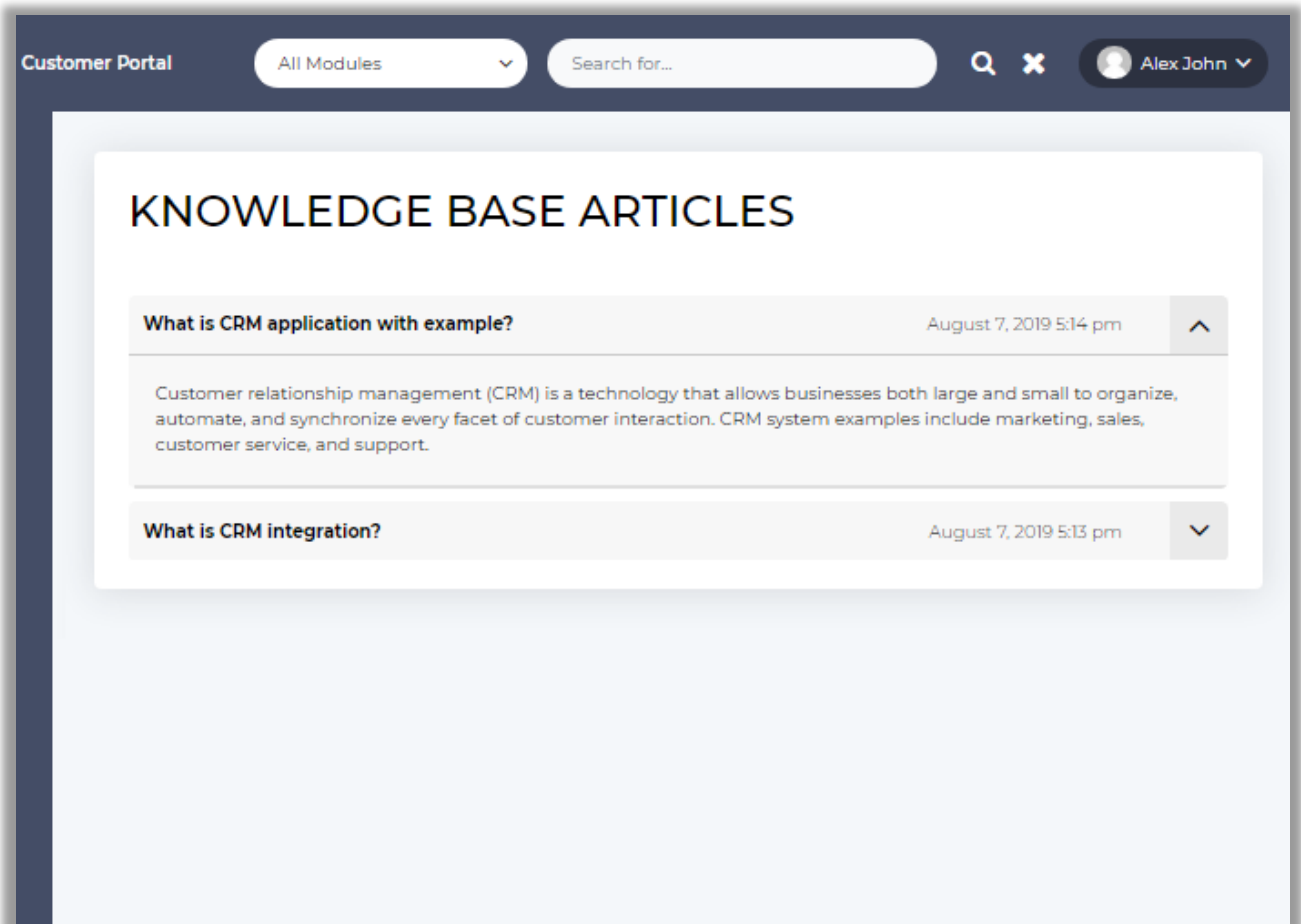 Customer Portal
All Modules
Search for...
Alex John
KNOWLEDGE BASE ARTICLES
What is CRM application with example?
August 7, 2019 5:14 pm
Customer relationship management (CRM) is a technology that allows businesses both large and small to organize,
automate, and synchronize every facet of customer interaction. CRM system examples include marketing, sales,
customer service, and support.
What is CRM integration?
August 7, 2019 5:13 pm